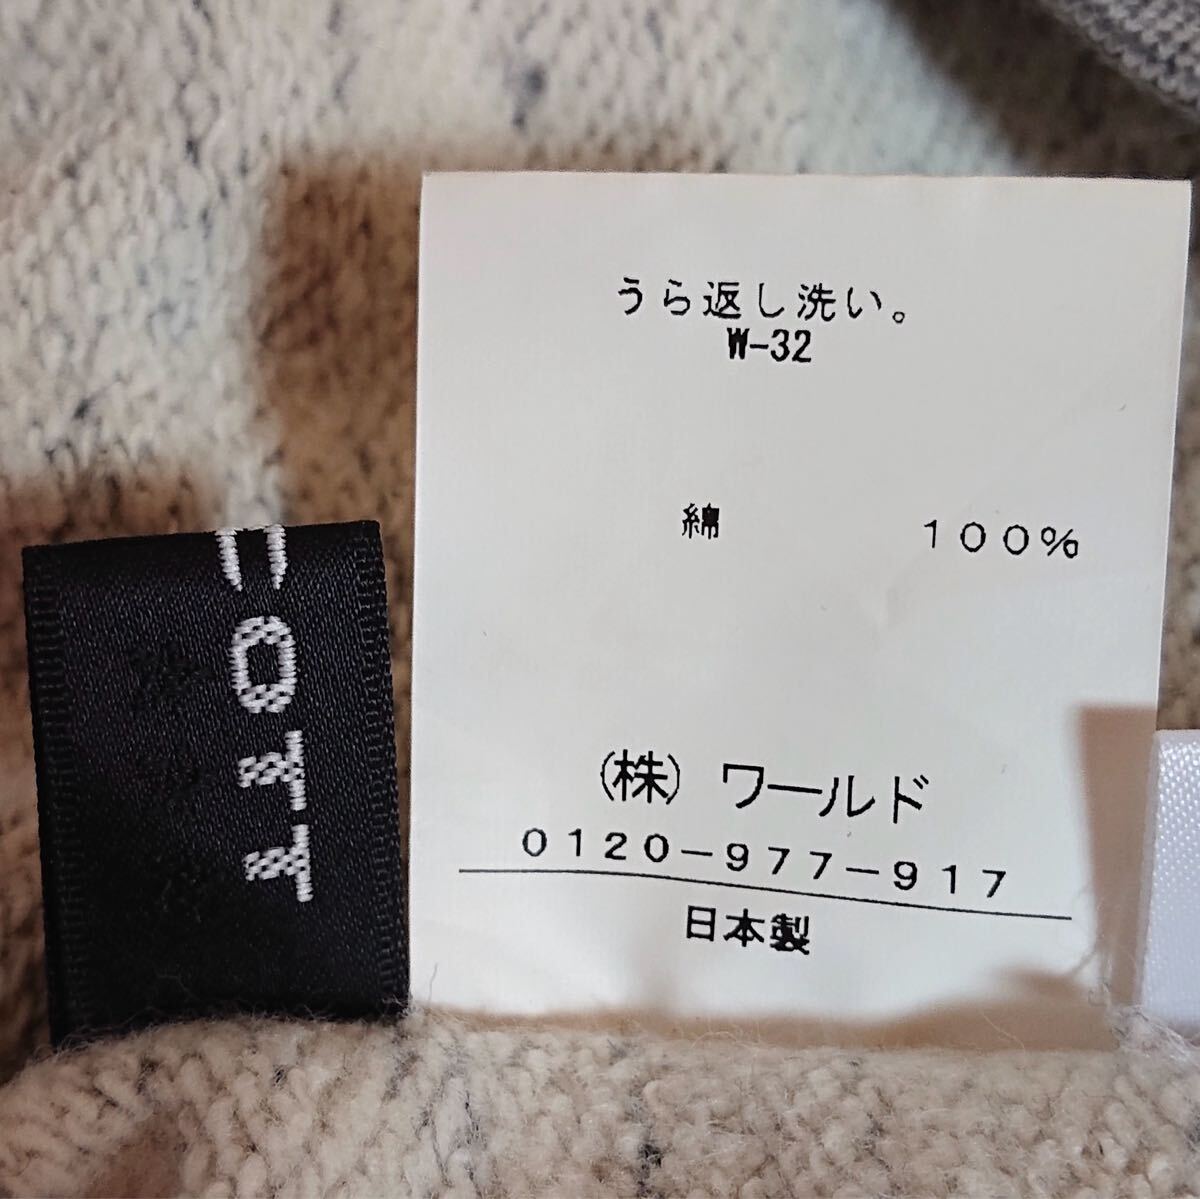 うら返し洗い。
W-32
綿 100%
(株) ワールド
0120-977-917
日本製
COTT